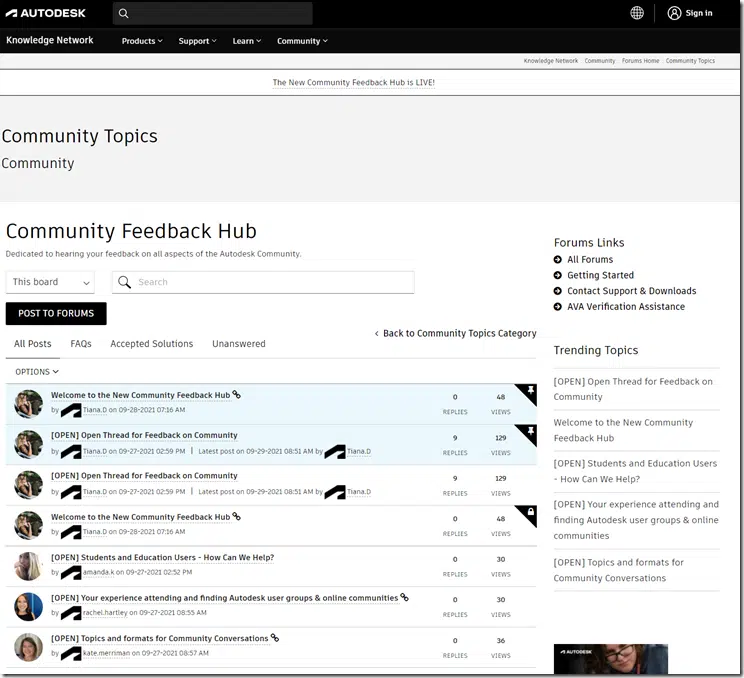 AUTODESK
Sign in
Knowledge Network Products Support Learn Community
Knowledge Network Community Forums Home Community Topics
The New Community Feedback Hub is LIVE!
Community Topics
Community
Community Feedback Hub
Dedicated to hearing your feedback on all aspects of the Autodesk Community.
This board Search
POST TO FORUMS
‹ Back to Community Topics Category
All Posts FAQs Accepted Solutions Unanswered
OPTIONS
Welcome to the New Community Feedback Hub 0 48
by Tiana.D on 09-28-2021 07:16 AM REPLIES VIEWS
[OPEN] Open Thread for Feedback on Community 9 129
by Tiana.D on 09-27-2021 02:59 PM | Latest post on 09-29-2021 08:51 AM by Tiana.D REPLIES VIEWS
[OPEN] Open Thread for Feedback on Community 9 129
by Tiana.D on 09-27-2021 02:59 PM | Latest post on 09-29-2021 08:51 AM by Tiana.D REPLIES VIEWS
Welcome to the New Community Feedback Hub 0 48
by Tiana.D on 09-28-2021 07:16 AM REPLIES VIEWS
[OPEN] Students and Education Users - How Can We Help? 0 30
by amanda.k on 09-27-2021 02:52 PM REPLIES VIEWS
[OPEN] Your experience attending and finding Autodesk user groups & online communities 0 30
by rachel.hartley on 09-27-2021 08:55 AM REPLIES VIEWS
[OPEN] Topics and formats for Community Conversations 0 36
by kate.merriman on 09-27-2021 08:57 AM REPLIES VIEWS
Forums Links
All Forums
Getting Started
Contact Support & Downloads
AVA Verification Assistance
Trending Topics
[OPEN] Open Thread for Feedback on
Community
Welcome to the New Community
Feedback Hub
[OPEN] Students and Education Users
- How Can We Help?
[OPEN] Your experience attending and
finding Autodesk user groups & online
communities
[OPEN] Topics and formats for
Community Conversations
AUTODESK